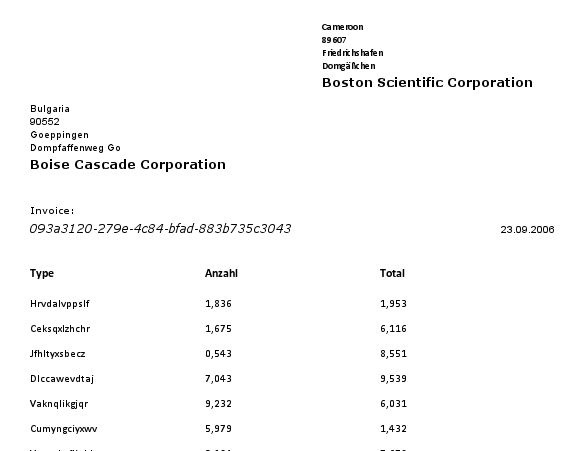 Cameroon
89607
Friedrichshafen
Domgäßchen
Boston Scientific Corporation
Bulgaria
90552
Goeppingen
Dompfaffenweg Go
Boise Cascade Corporation
Invoice:
093a3120-279e-4c84-bfad-883b735c3043 23.09.2006
Type Anzahl Total
Hrvdalvppslf 1,836 1,953
Ceksqxlzhchr 1,675 6,116
Jfhltyxsbecz 0,543 8,551
Dlccawevdtaj 7,043 9,539
Vaknqlikgjqr 9,232 6,031
Cumyngciyxwv 5,979 1,432